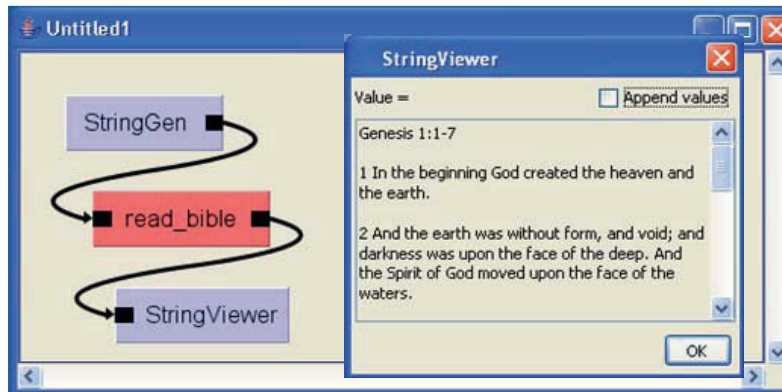 Untitled1
StringGen
read_bible
StringViewer
StringViewer
Value =
Append values
Genesis 1:1-7
1 In the beginning God created the heaven and
the earth.
2 And the earth was without form, and void; and
darkness was upon the face of the deep. And
the Spirit of God moved upon the face of the
waters.
OK